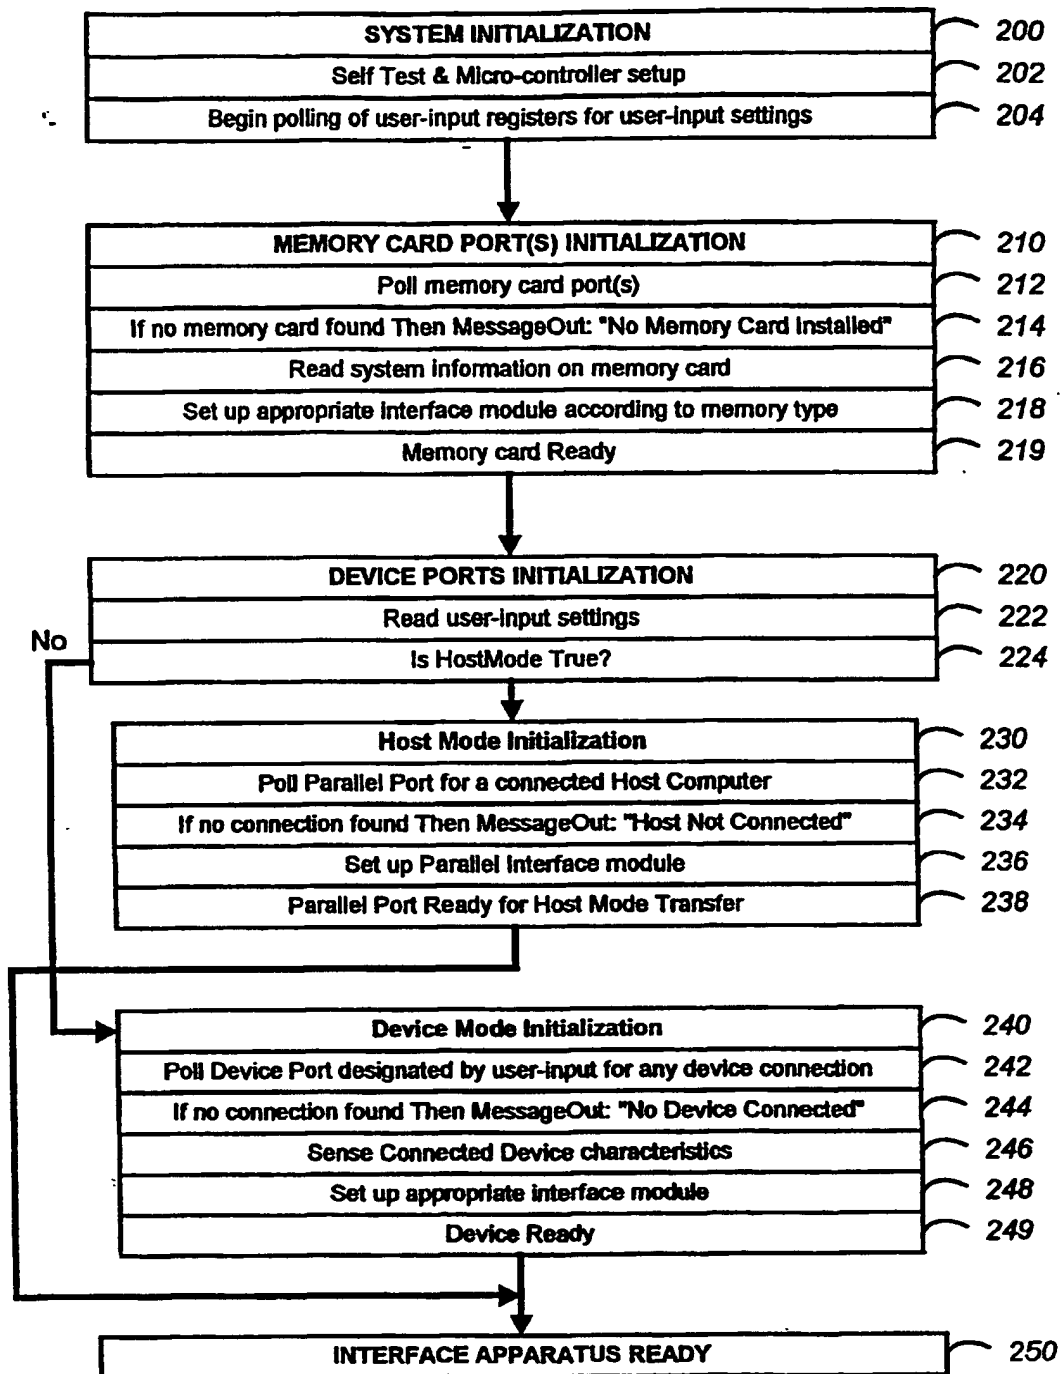 SYSTEM INITIALIZATION 200
Self Test & Micro-controller setup 202
Begin polling of user-input registers for user-input settings 204
MEMORY CARD PORT(S) INITIALIZATION 210
Poll memory card port(s) 212
If no memory card found Then MessageOut: "No Memory Card Installed" 214
Read system information on memory card 216
Set up appropriate interface module according to memory type 218
Memory card Ready 219
DEVICE PORTS INITIALIZATION 220
Read user-input settings 222
No
Is HostMode True? 224
Host Mode Initialization 230
Poll Parallel Port for a connected Host Computer 232
If no connection found Then MessageOut: "Host Not Connected" 234
Set up Parallel Interface module 236
Parallel Port Ready for Host Mode Transfer 238
Device Mode Initialization 240
Poll Device Port designated by user-input for any device connection 242
If no connection found Then MessageOut: "No Device Connected" 244
Sense Connected Device characteristics 246
Set up appropriate interface module 248
Device Ready 249
INTERFACE APPARATUS READY 250